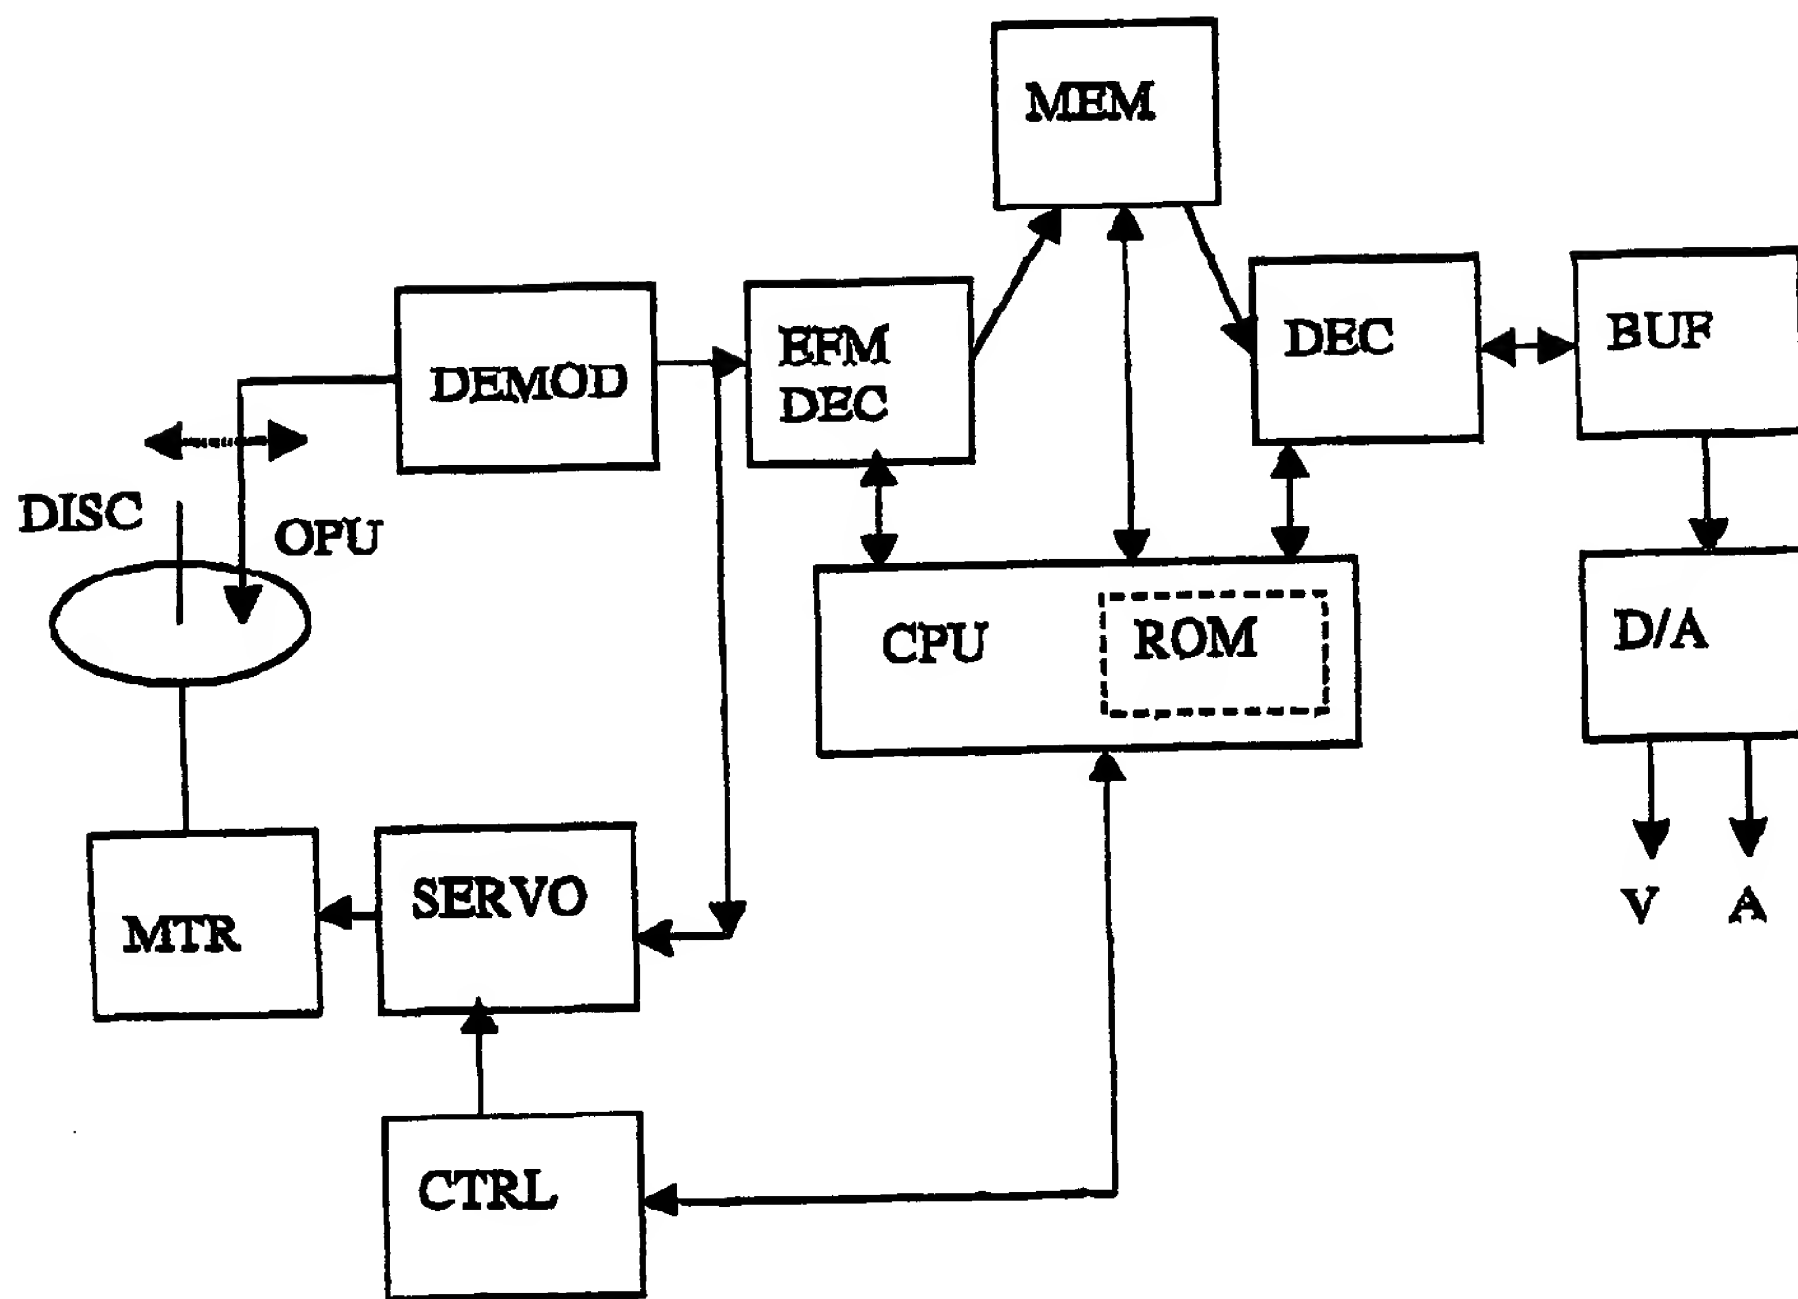 MEM
DEMOD
EFM
DEC
DEC
BUF
DISC
OPU
CPU
ROM
D/A
MTR
SERVO
V
A
CTRL